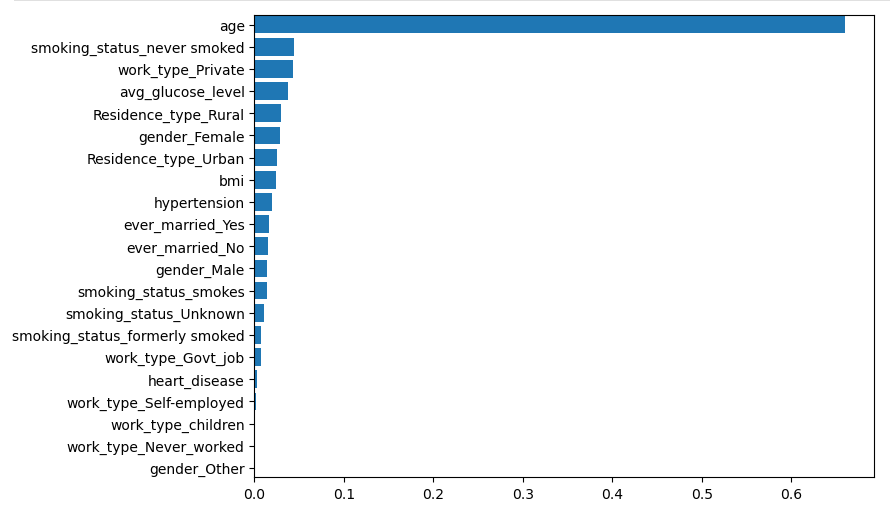 age
smoking_status_never smoked
work_type_Private
avg_glucose_level
Residence_type_Rural
gender_Female
Residence_type_Urban
bmi
hypertension
ever_married_Yes
ever_married_No
gender_Male
smoking_status_smokes
smoking_status_Unknown
smoking_status_formerly smoked
work_type_Govt_job
heart_disease
work_type_Self-employed
work_type_children
work_type_Never_worked
gender_Other
0.0 0.1 0.2 0.3 0.4 0.5 0.6